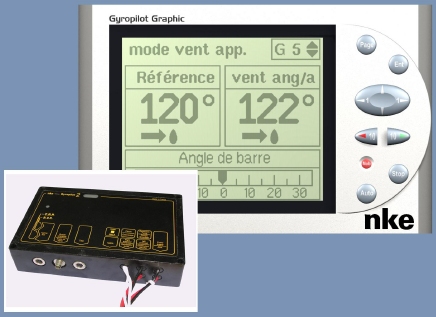 Gyropilot Graphic
mode vent app. G 5
Référence vent ang/a
120° 122°
Angle de barre
10 0 10 20 30
Page
Ent
Stop
Auto
nke